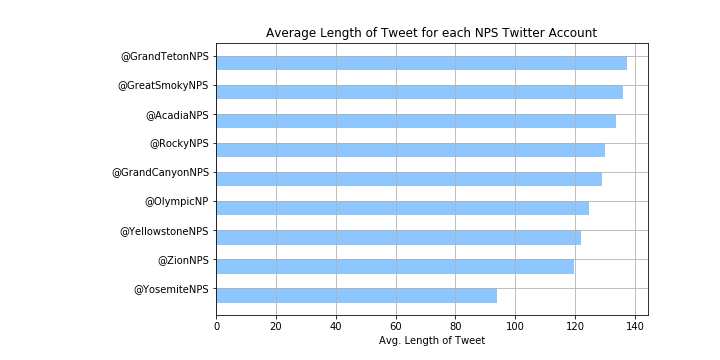 Average Length of Tweet for each NPS Twitter Account
@GrandTetonNPS
@GreatSmokyNPS
@AcadiaNPS
@RockyNPS
@GrandCanyonNPS
@OlympicNP
@YellowstoneNPS
@ZionNPS
@YosemiteNPS
0 20 40 60 80 100 120 140
Avg. Length of Tweet